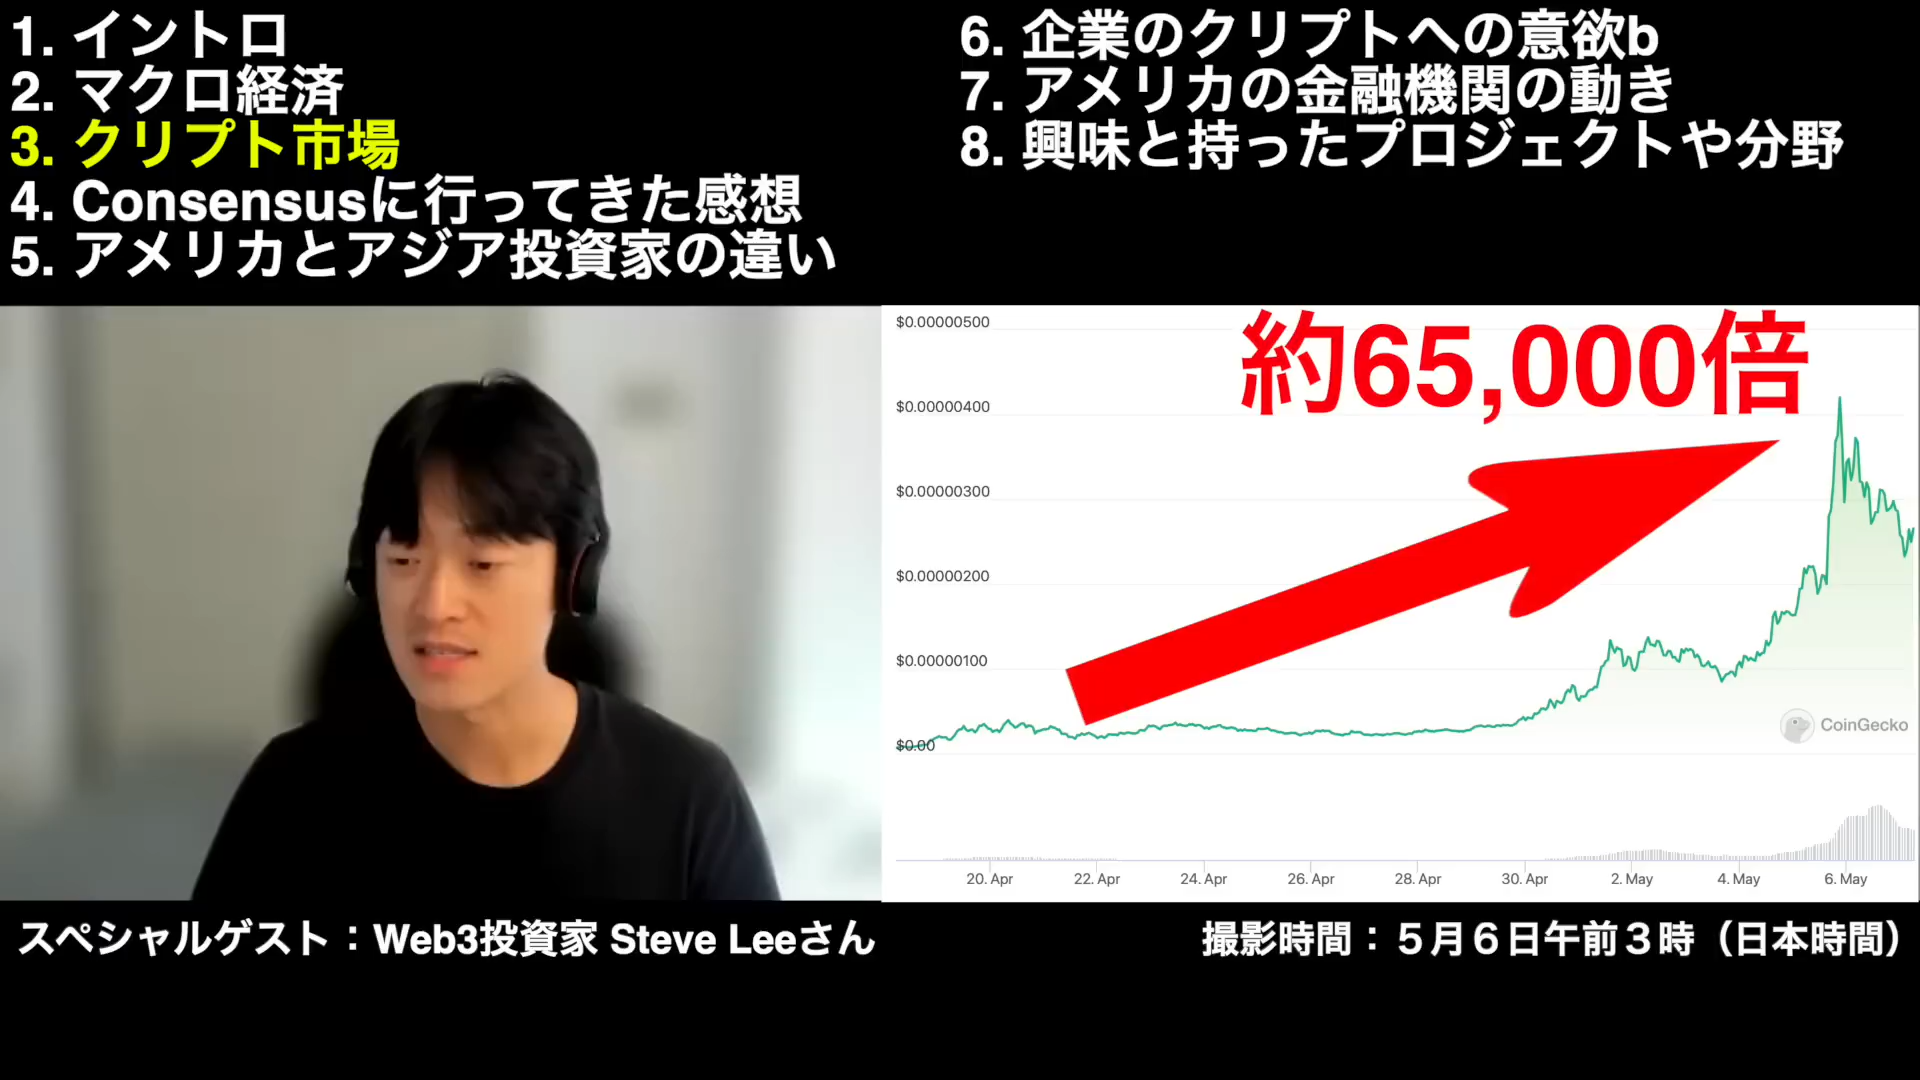 1. イントロ
2. マクロ経済
3. クリプト市場
4. Consensusに行ってきた感想
5. アメリカとアジア投資家の違い
6. 企業のクリプトへの意欲b
7. アメリカの金融機関の動き
8. 興味と持ったプロジェクトや分野
約65,000倍
$0.00000500
$0.00000400
$0.00000300
$0.00000200
$0.00000100
$0.00
CoinGecko
20. Apr 22. Apr 24. Apr 26. Apr 28. Apr 30. Apr 2. May 4. May 6. May
スペシャルゲスト：Web3投資家 Steve Leeさん
撮影時間：５月６日午前３時（日本時間）